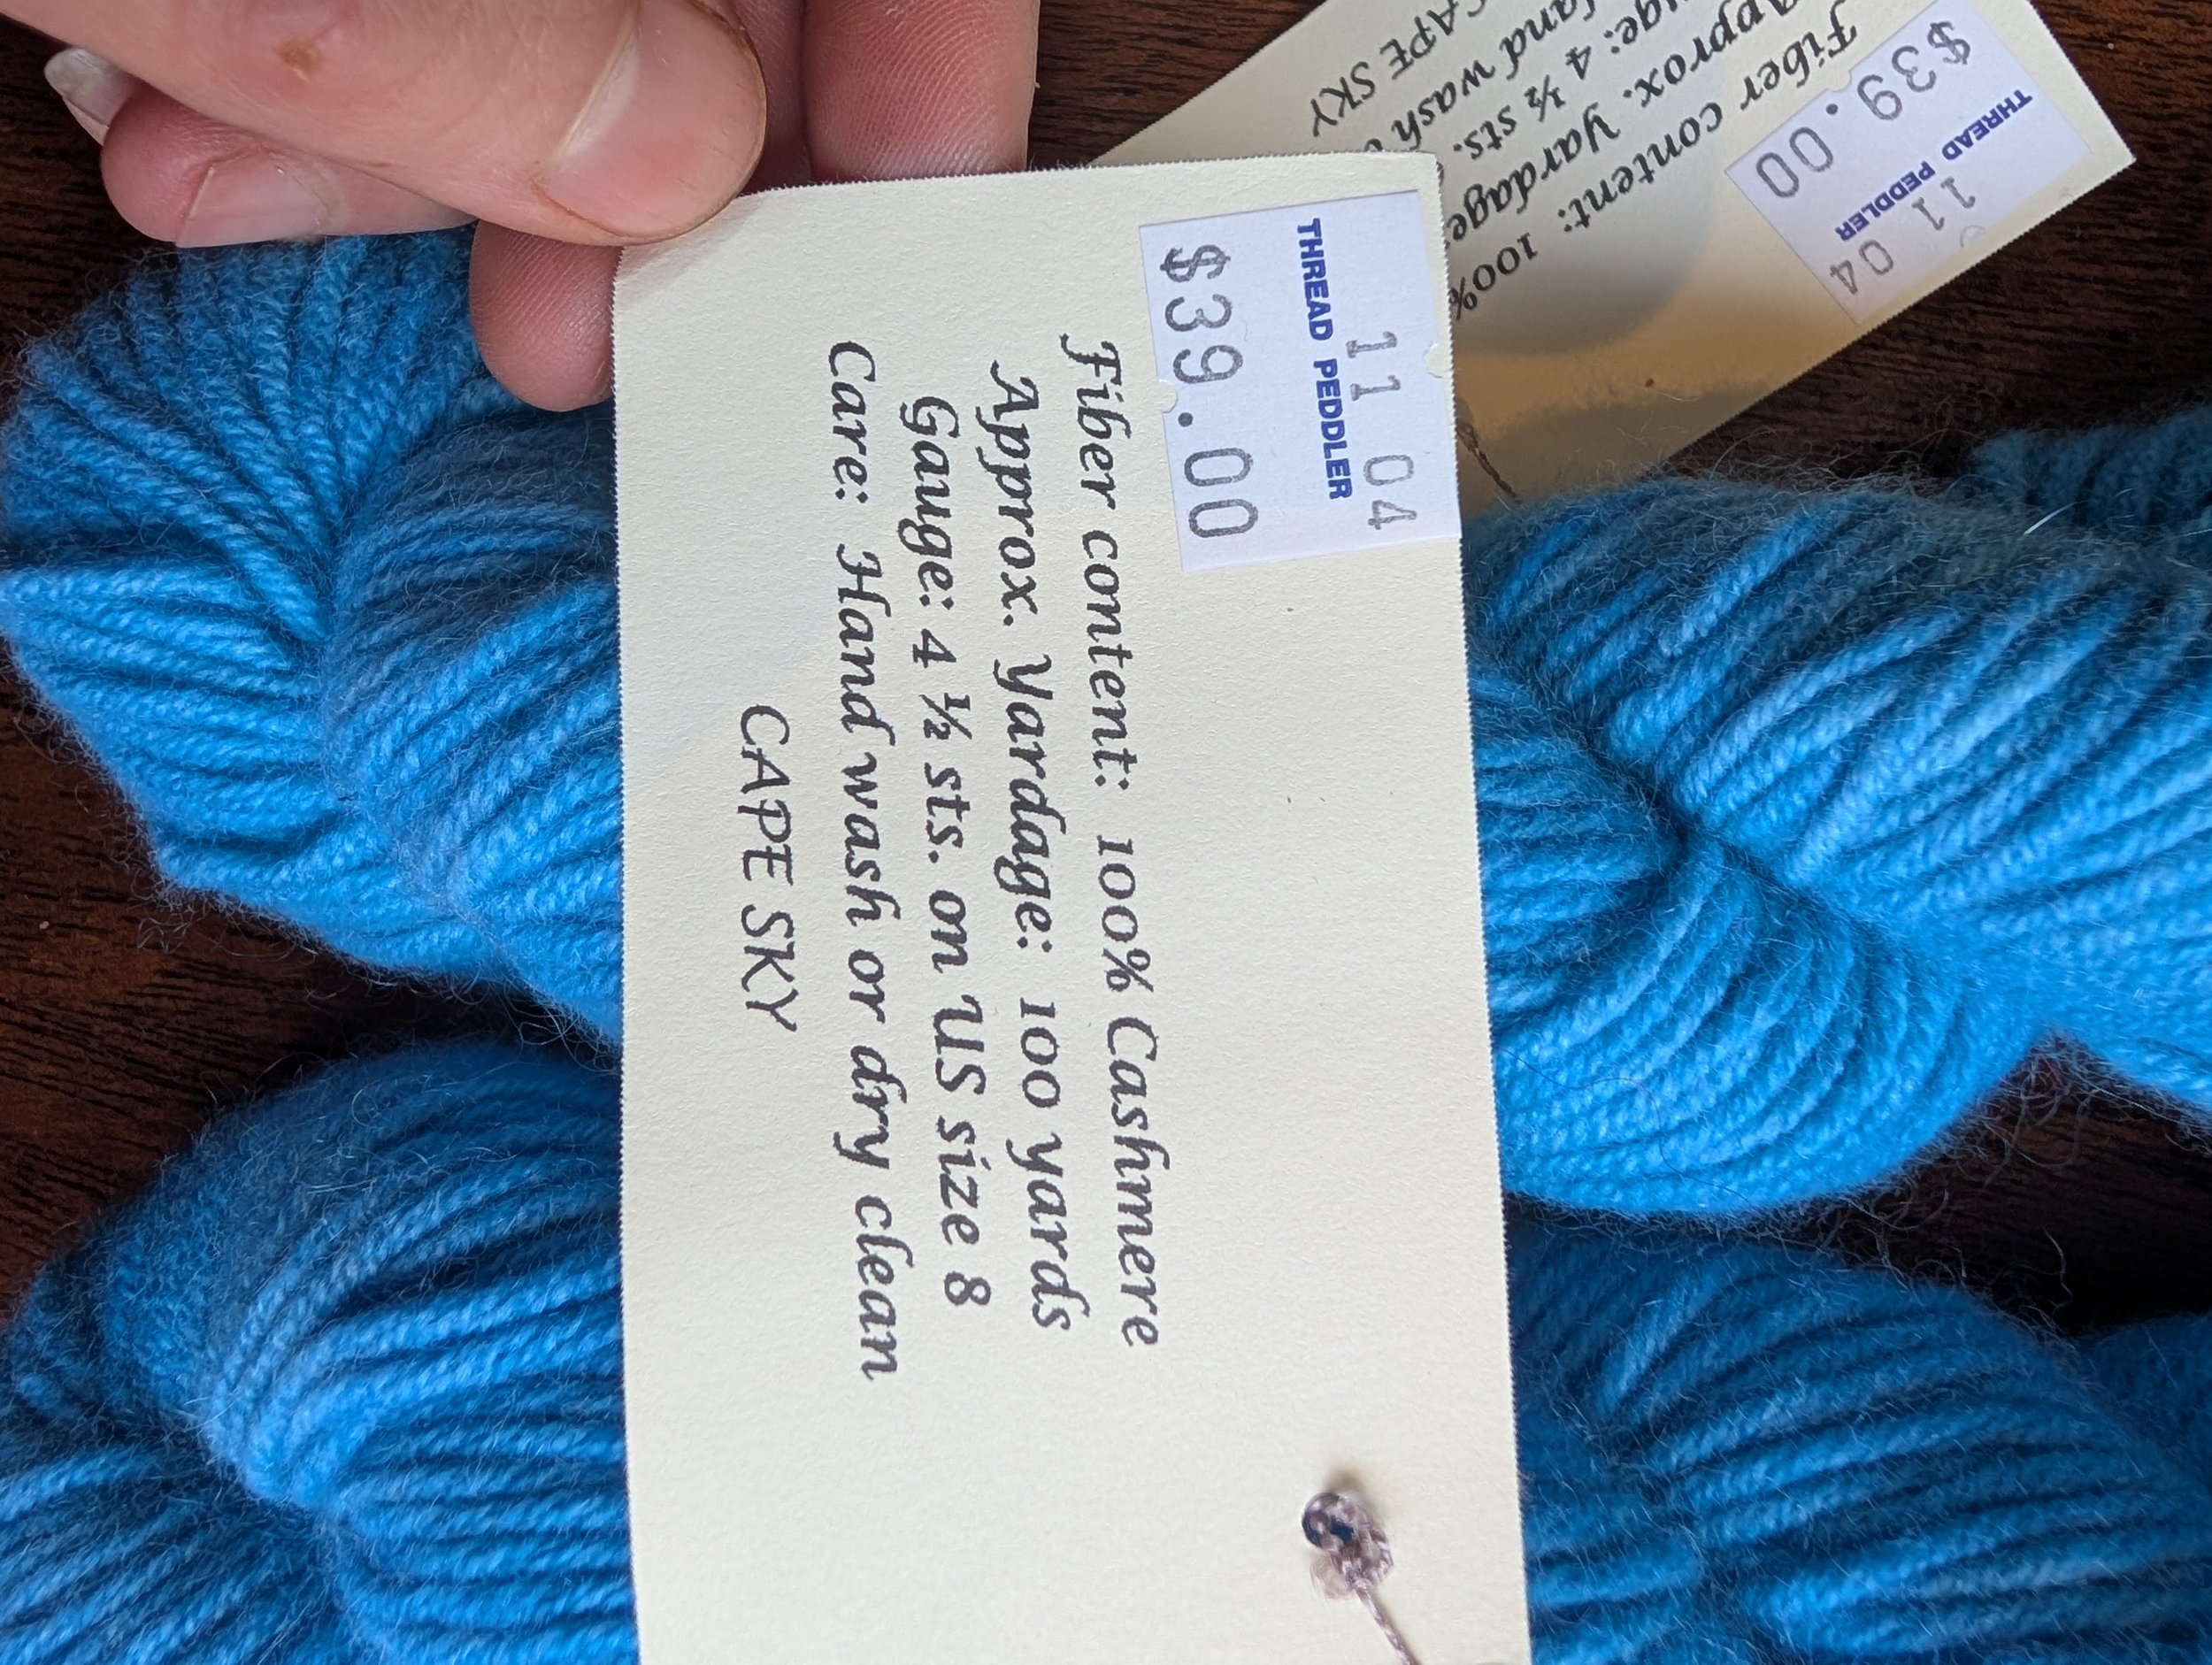 11 04
THREAD PEDDLER
$39.00
Fiber content: 100% Cashmere
Approx. Yardage: 100 yards
Gauge: 4 ½ sts. on US size 8
Care: Hand wash or dry clean
CAPE SKY
11 04
THREAD PEDDLER
$39.00
Fiber content: 100%
Approx. Yardage
4 ½ sts.
wash
CAPE SKY